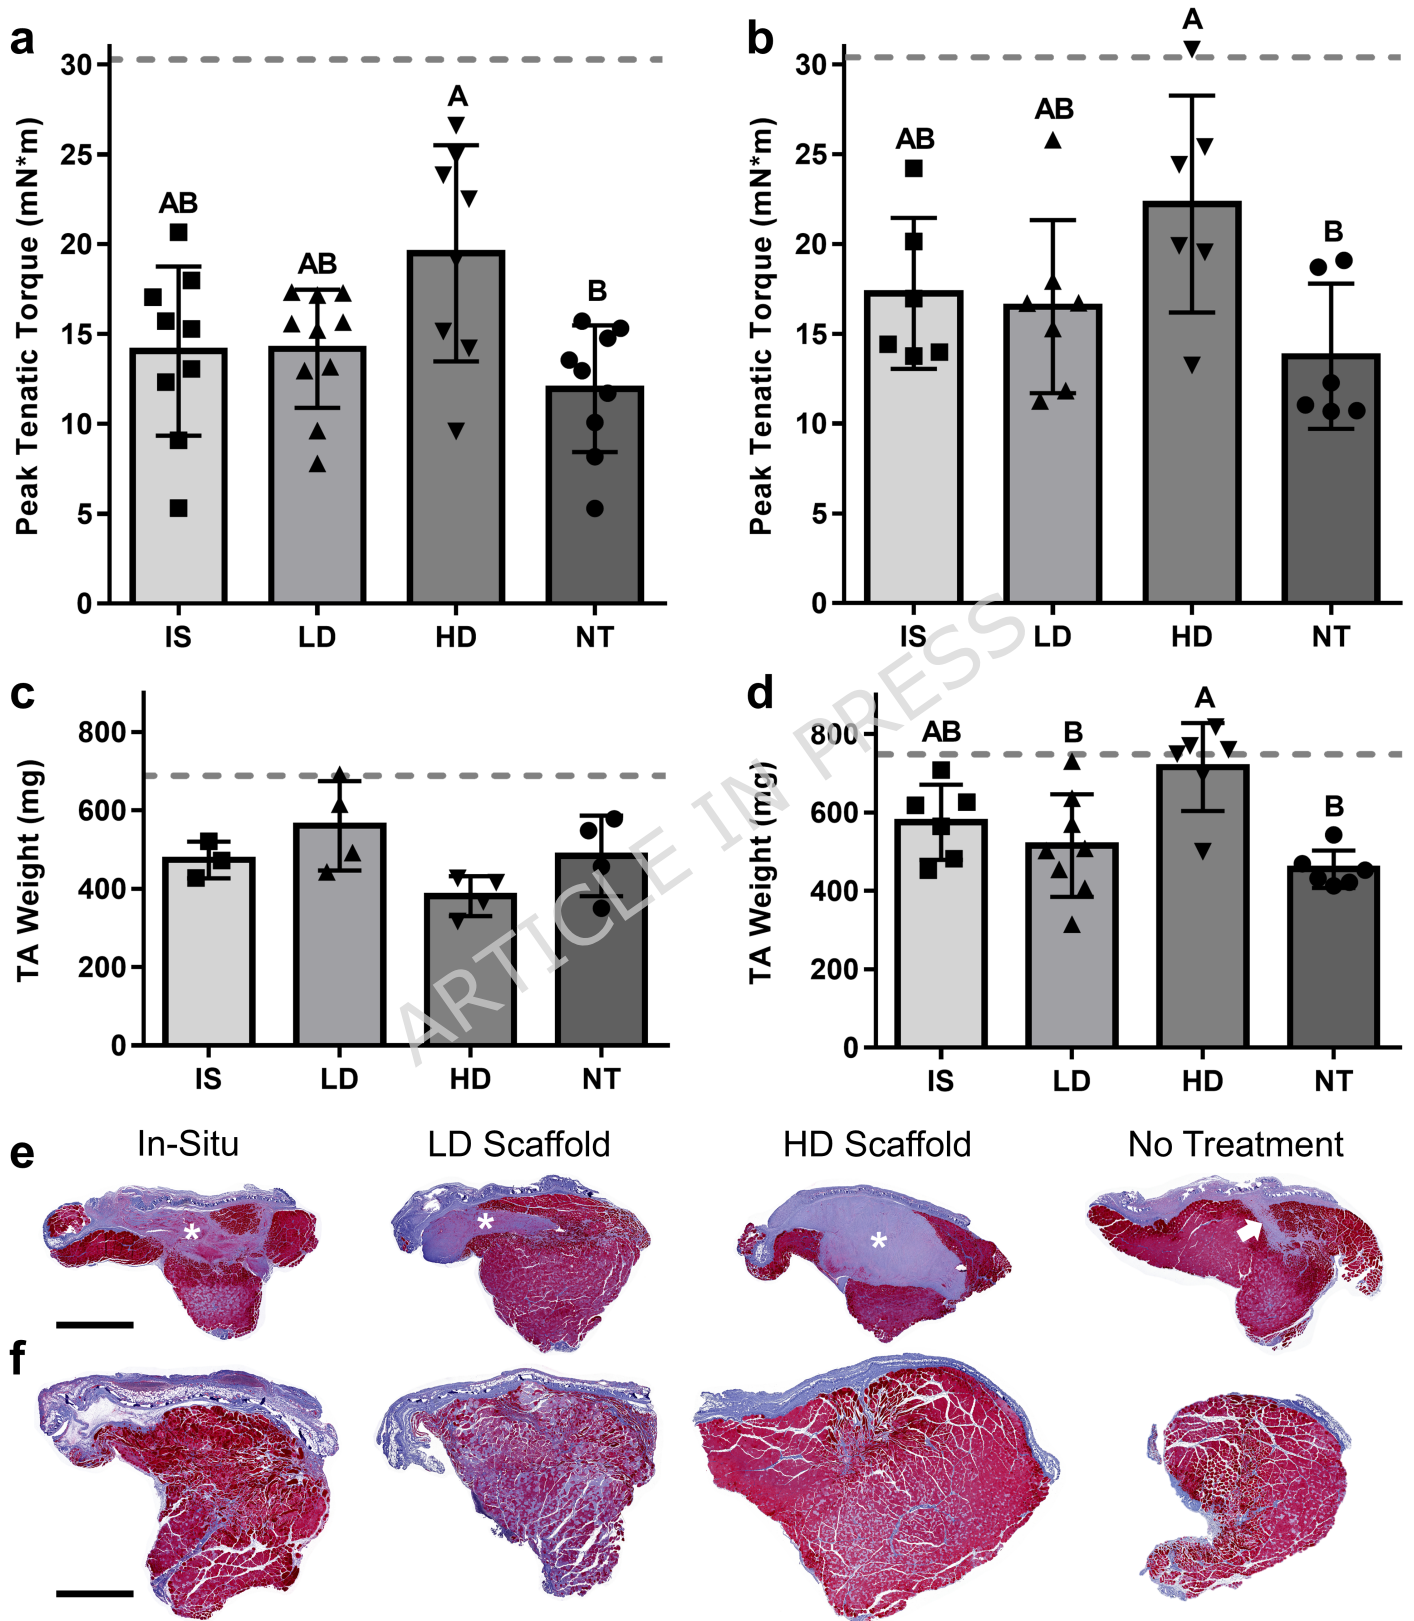 a
Peak Tenatic Torque (mN*m)
30
25
20
15
10
5
0
AB
AB
A
B
IS LD HD NT
b
Peak Tenatic Torque (mN*m)
30
25
20
15
10
5
0
AB
AB
A
B
IS LD HD NT
c
TA Weight (mg)
800
600
400
200
0
IS LD HD NT
d
TA Weight (mg)
800
600
400
200
0
AB
B
A
B
IS LD HD NT
ARTICLE IN PRESS
e
In-Situ LD Scaffold HD Scaffold No Treatment
* * *
f